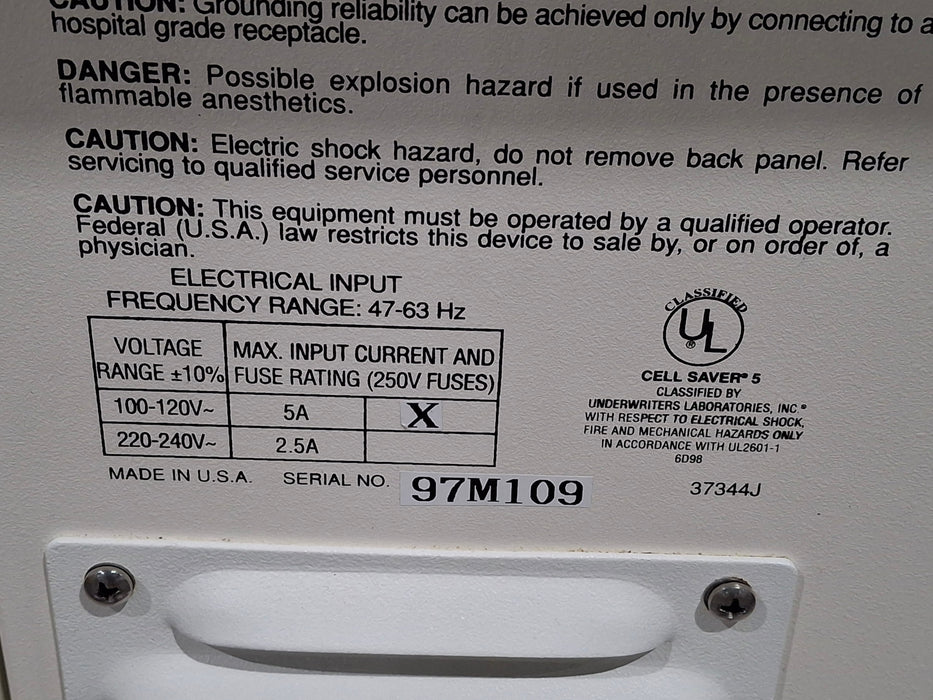 CAUTION: Grounding reliability can be achieved only by connecting to a
hospital grade receptacle.
DANGER: Possible explosion hazard if used in the presence of
flammable anesthetics.
CAUTION: Electric shock hazard, do not remove back panel. Refer
servicing to qualified service personnel.
CAUTION: This equipment must be operated by a qualified operator.
Federal (U.S.A.) law restricts this device to sale by, or on order of, a
physician.
ELECTRICAL INPUT
FREQUENCY RANGE: 47-63 Hz
VOLTAGE
RANGE ±10%
MAX. INPUT CURRENT AND
FUSE RATING (250V FUSES)
100-120V~ 5A X
220-240V~ 2.5A
MADE IN U.S.A. SERIAL NO. 97M109
CLASSIFIED
UL®
CELL SAVER® 5
CLASSIFIED BY
UNDERWRITERS LABORATORIES, INC.®
WITH RESPECT TO ELECTRICAL SHOCK,
FIRE AND MECHANICAL HAZARDS ONLY
IN ACCORDANCE WITH UL2601-1
6D98
37344J